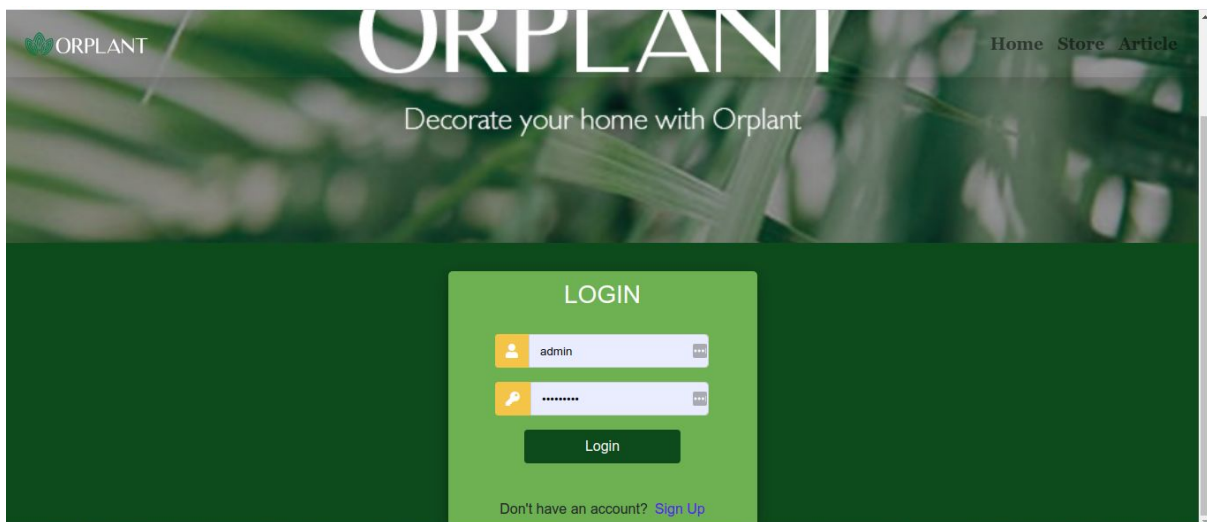 ORPLANT
ORPLANT
Home Store Article
Decorate your home with Orplant
LOGIN
admin
•••••••••
Login
Don't have an account? Sign Up